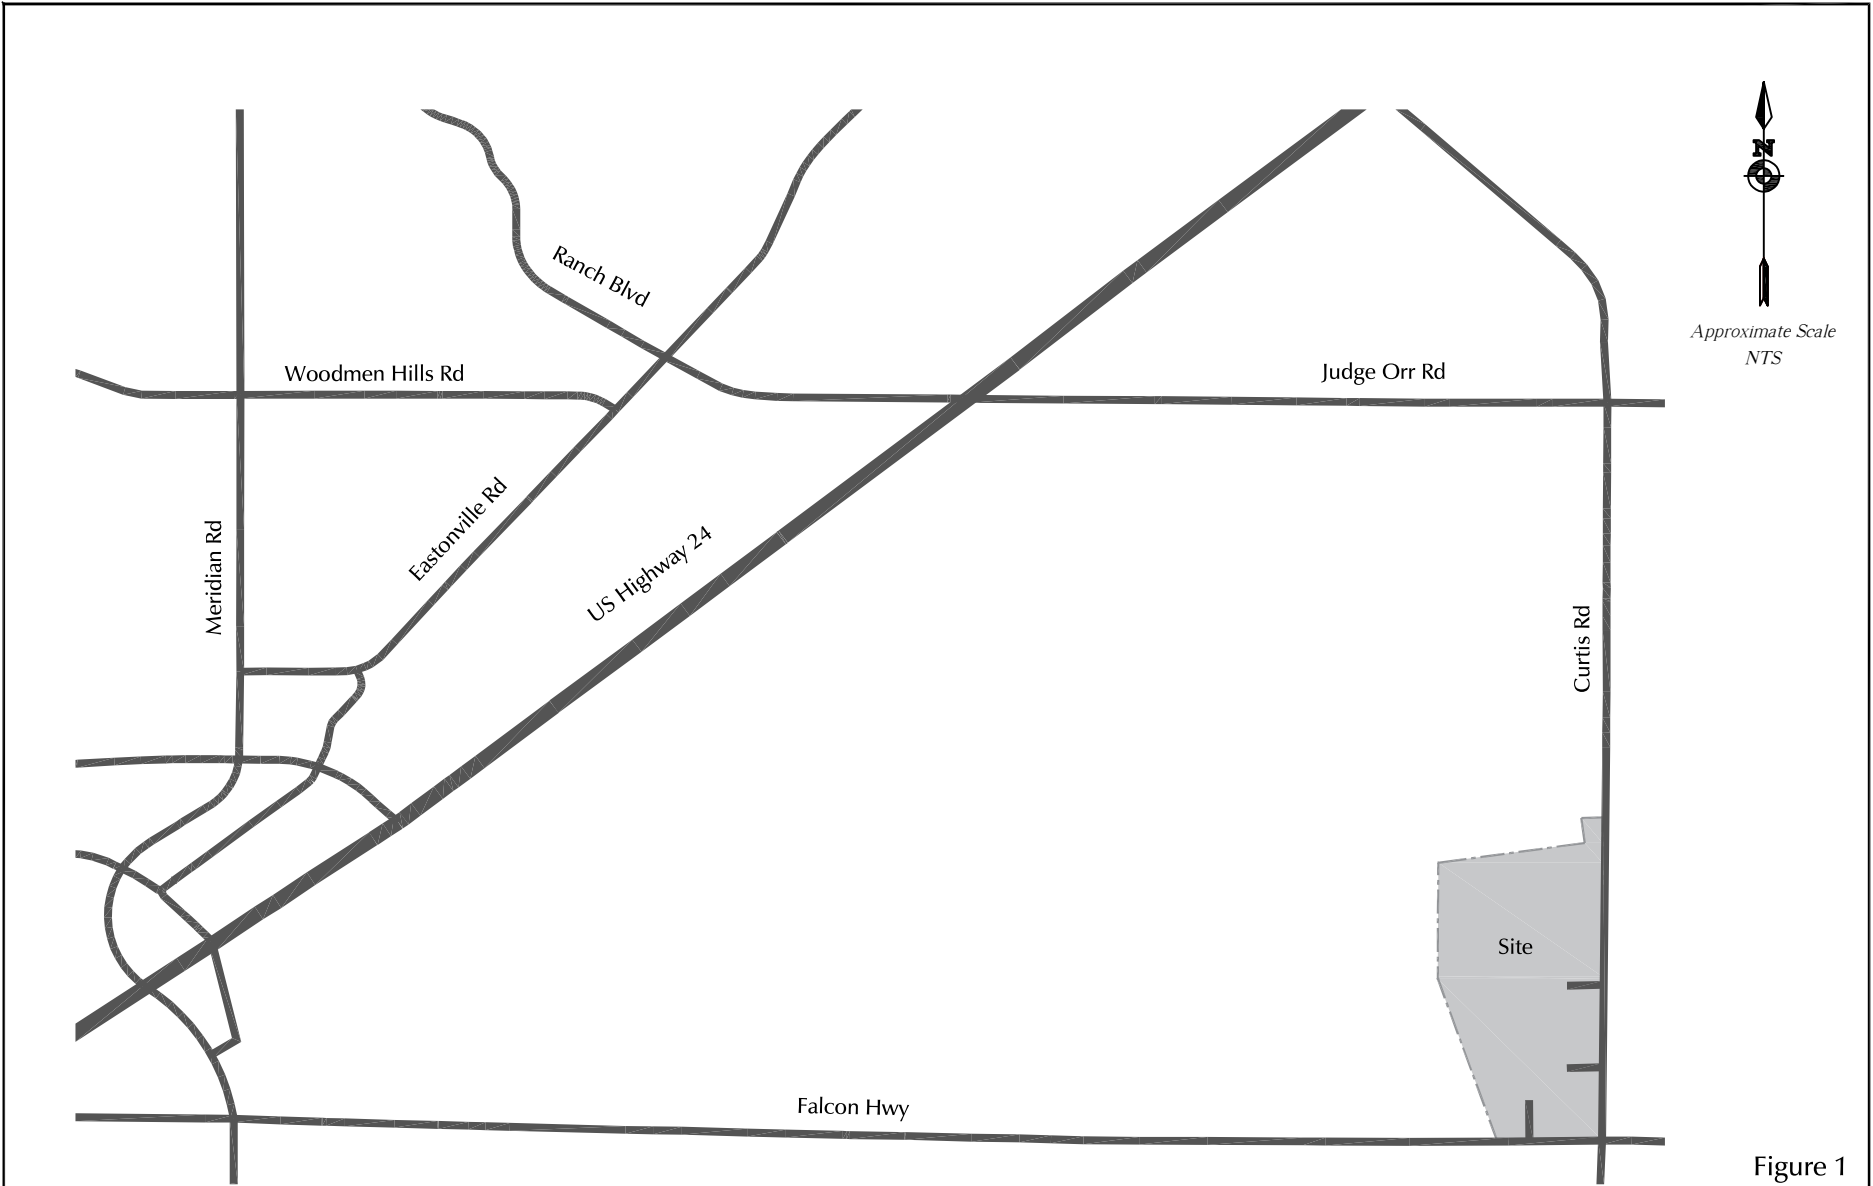 N
Ranch Blvd
Approximate Scale
NTS
Woodmen Hills Rd
Judge Orr Rd
Eastonville Rd
US Highway 24
Meridian Rd
Curtis Rd
Site
Falcon Hwy
Figure 1